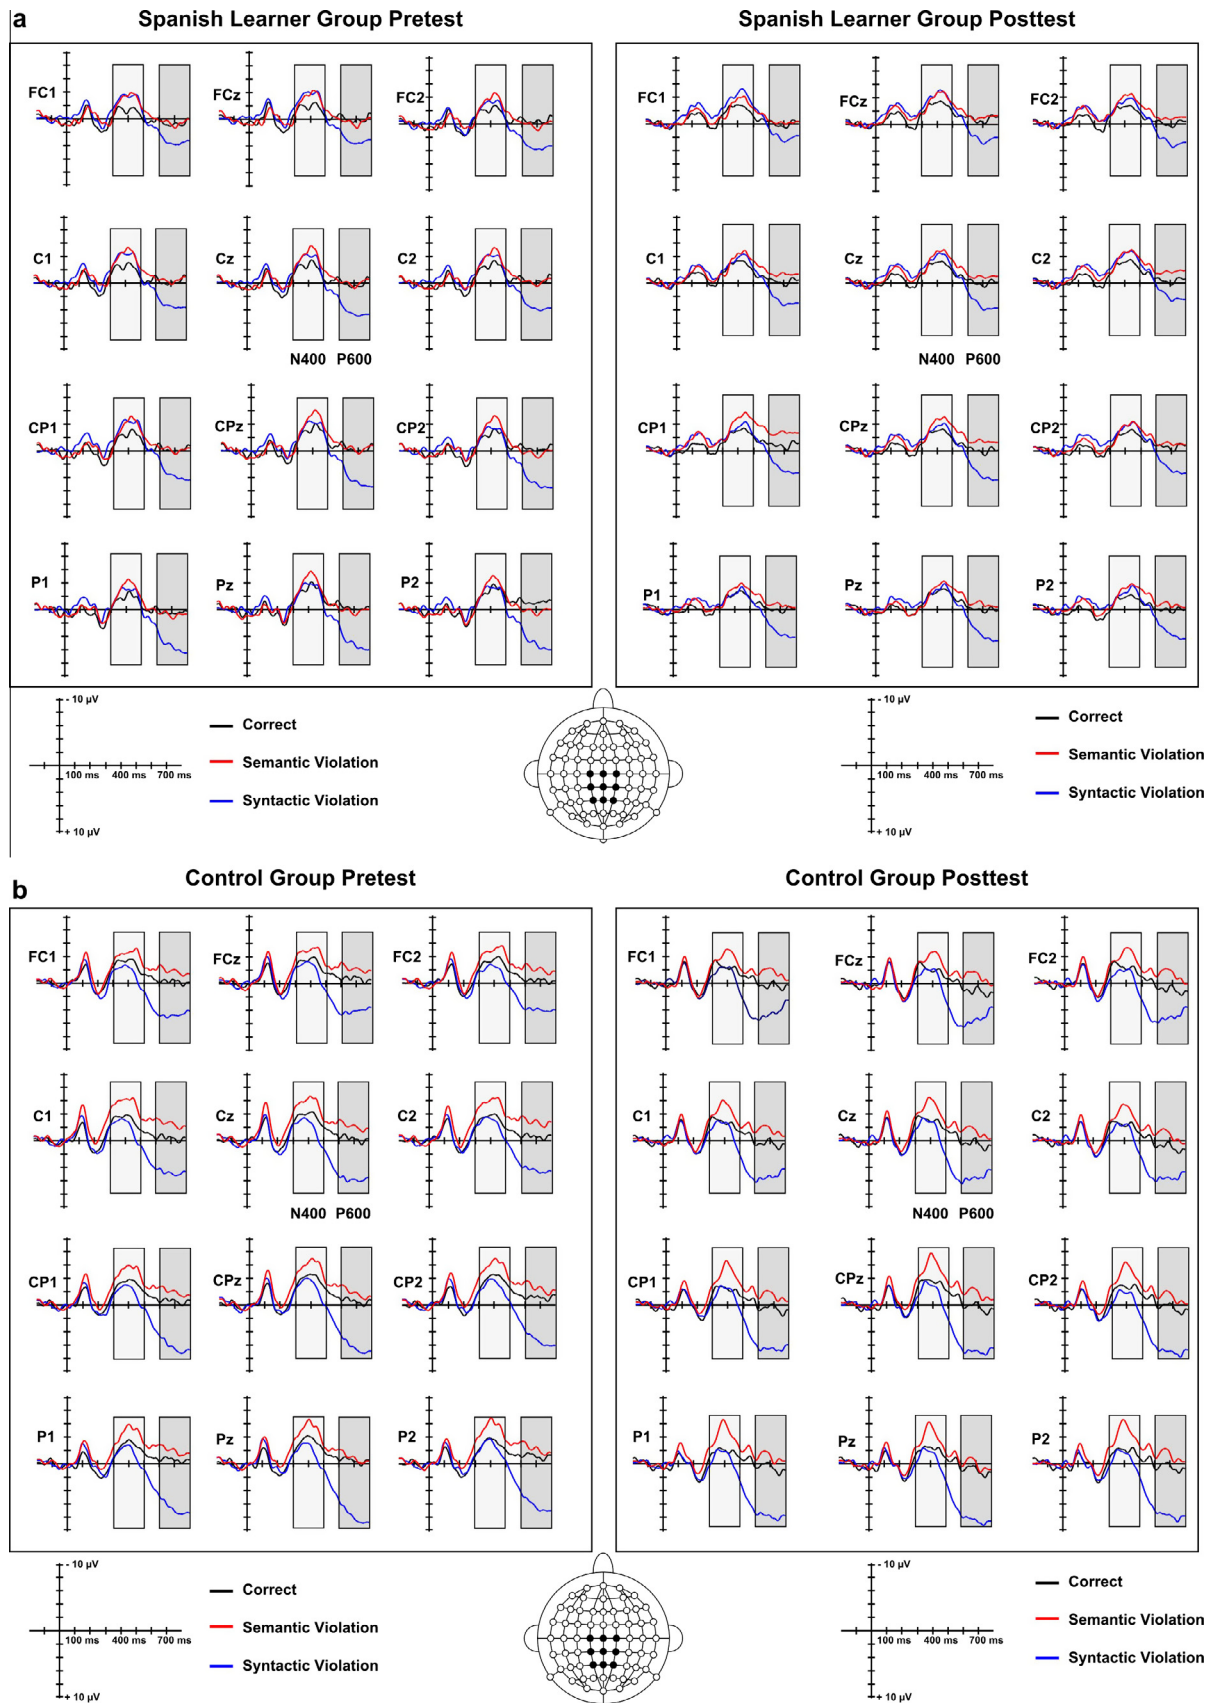 a
Spanish Learner Group Pretest
Spanish Learner Group Posttest
FC1
FCz
FC2
FC1
FCz
FC2
C1
Cz
C2
C1
Cz
C2
N400 P600
N400 P600
CP1
CPz
CP2
CP1
CPz
CP2
P1
Pz
P2
P1
Pz
P2
- 10 µV
100 ms 400 ms 700 ms
+ 10 µV
Correct
Semantic Violation
Syntactic Violation
- 10 µV
100 ms 400 ms 700 ms
+ 10 µV
Correct
Semantic Violation
Syntactic Violation
b
Control Group Pretest
Control Group Posttest
FC1
FCz
FC2
FC1
FCz
FC2
C1
Cz
C2
C1
Cz
C2
N400 P600
N400 P600
CP1
CPz
CP2
CP1
CPz
CP2
P1
Pz
P2
P1
Pz
P2
- 10 µV
100 ms 400 ms 700 ms
+ 10 µV
Correct
Semantic Violation
Syntactic Violation
- 10 µV
100 ms 400 ms 700 ms
+ 10 µV
Correct
Semantic Violation
Syntactic Violation